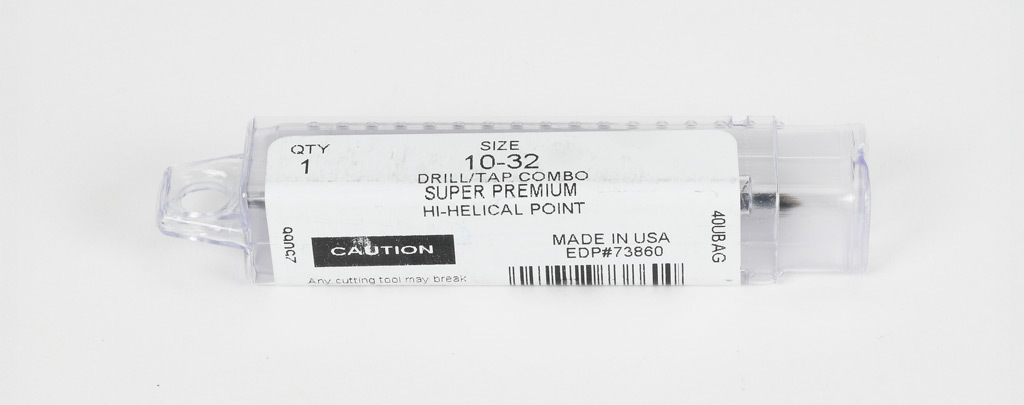 QTY
1
SIZE
10-32
DRILL/TAP COMBO
SUPER PREMIUM
HI-HELICAL POINT
CAUTION
Any cutting tool may break
MADE IN USA
EDP#73860
40UBAG